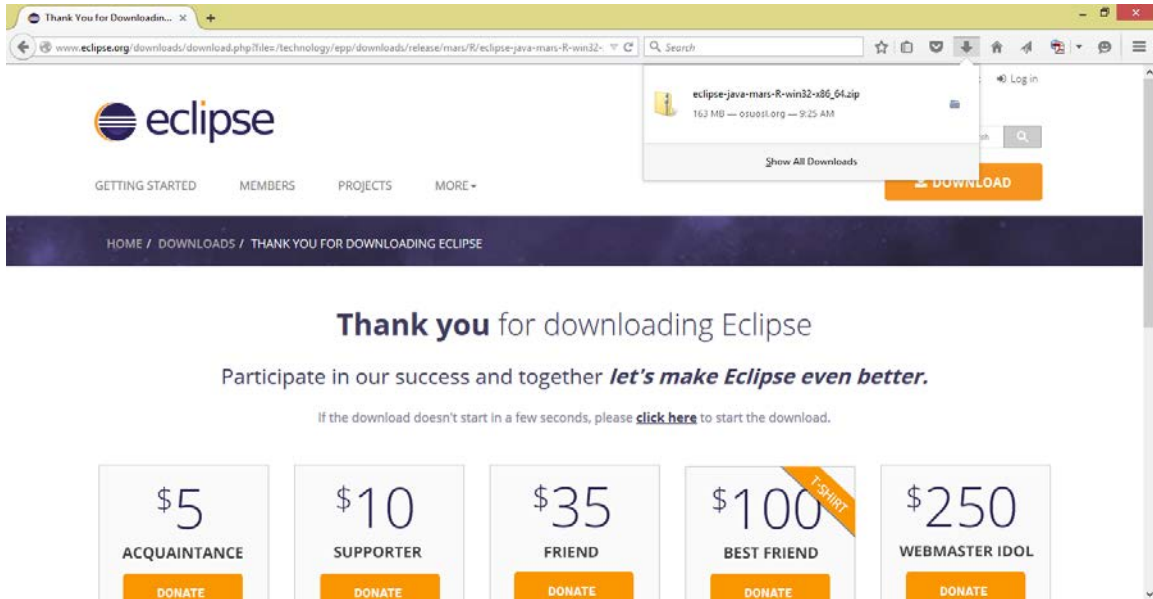 Thank You for Downloadin...
www.eclipse.org/downloads/download.php?file=/technology/epp/downloads/release/mars/R/eclipse-java-mars-R-win32-
Search
eclipse-java-mars-R-win32-x86_64.zip
163 MB — osuosl.org — 9:25 AM
Show All Downloads
Log in
eclipse
GETTING STARTED MEMBERS PROJECTS MORE
DOWNLOAD
HOME / DOWNLOADS / THANK YOU FOR DOWNLOADING ECLIPSE
Thank you for downloading Eclipse
Participate in our success and together let's make Eclipse even better.
If the download doesn't start in a few seconds, please click here to start the download.
$5 $10 $35 $100 $250
T-SHIRT
ACQUAINTANCE SUPPORTER FRIEND BEST FRIEND WEBMASTER IDOL
DONATE DONATE DONATE DONATE DONATE